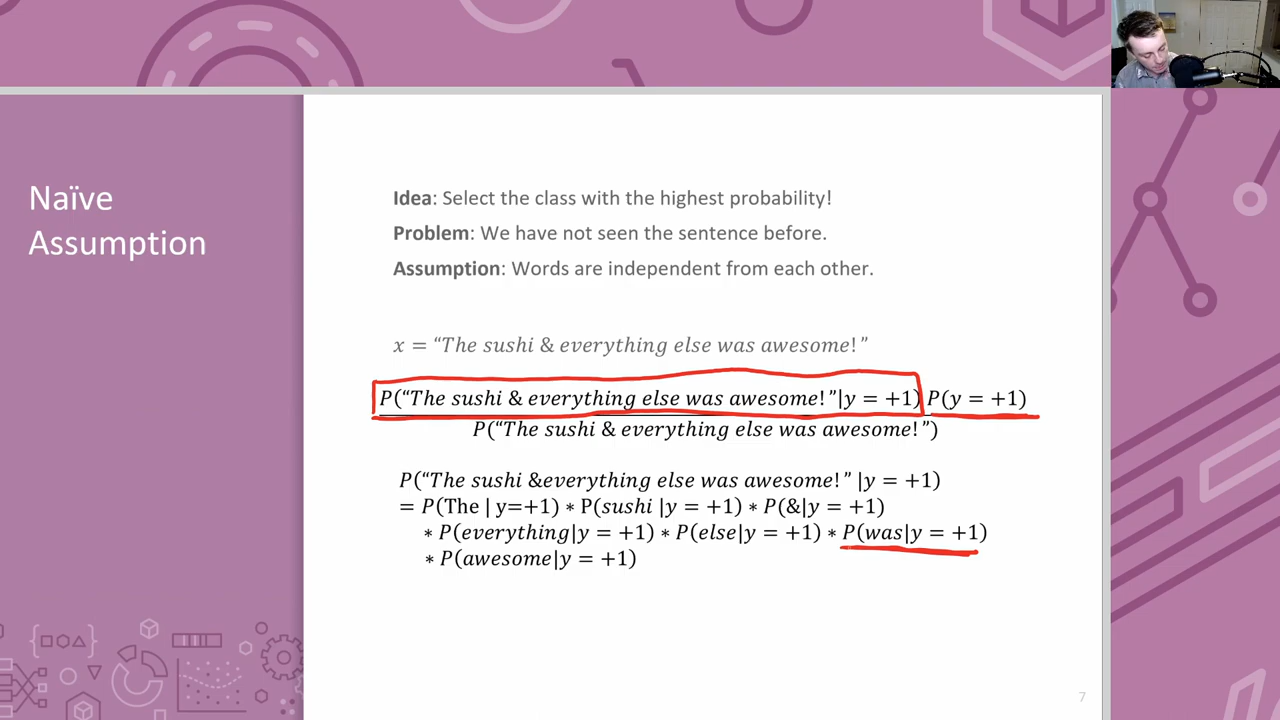 Naïve
Assumption
Idea: Select the class with the highest probability!
Problem: We have not seen the sentence before.
Assumption: Words are independent from each other.
x = “The sushi & everything else was awesome!”
P(“The sushi & everything else was awesome!”|y = +1) P(y = +1)
P(“The sushi & everything else was awesome!”)
P(“The sushi &everything else was awesome!” |y = +1)
= P(The | y=+1) ∗ P(sushi |y = +1) ∗ P(&|y = +1)
∗ P(everything|y = +1) ∗ P(else|y = +1) ∗ P(was|y = +1)
∗ P(awesome|y = +1)
7